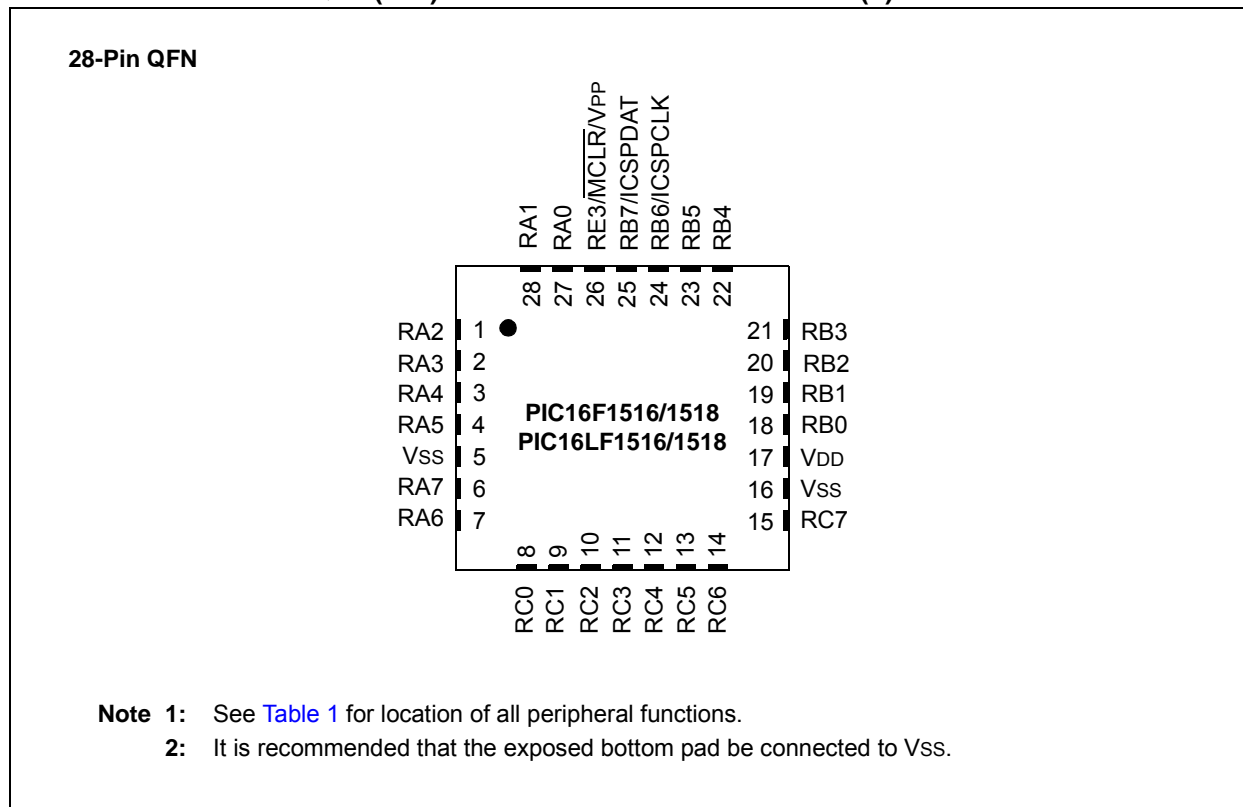 28-Pin QFN
RA1
RA0
RE3/MCLR/VPP
RB7/ICSPDAT
RB6/ICSPCLK
RB5
RB4
28 27 26 25 24 23 22
RA2 1 21 RB3
RA3 2 20 RB2
RA4 3 19 RB1
RA5 4 18 RB0
VSS 5 17 VDD
RA7 6 16 VSS
RA6 7 15 RC7
PIC16F1516/1518
PIC16LF1516/1518
8 9 10 11 12 13 14
RC0
RC1
RC2
RC3
RC4
RC5
RC6
Note 1: See Table 1 for location of all peripheral functions.
2: It is recommended that the exposed bottom pad be connected to VSS.